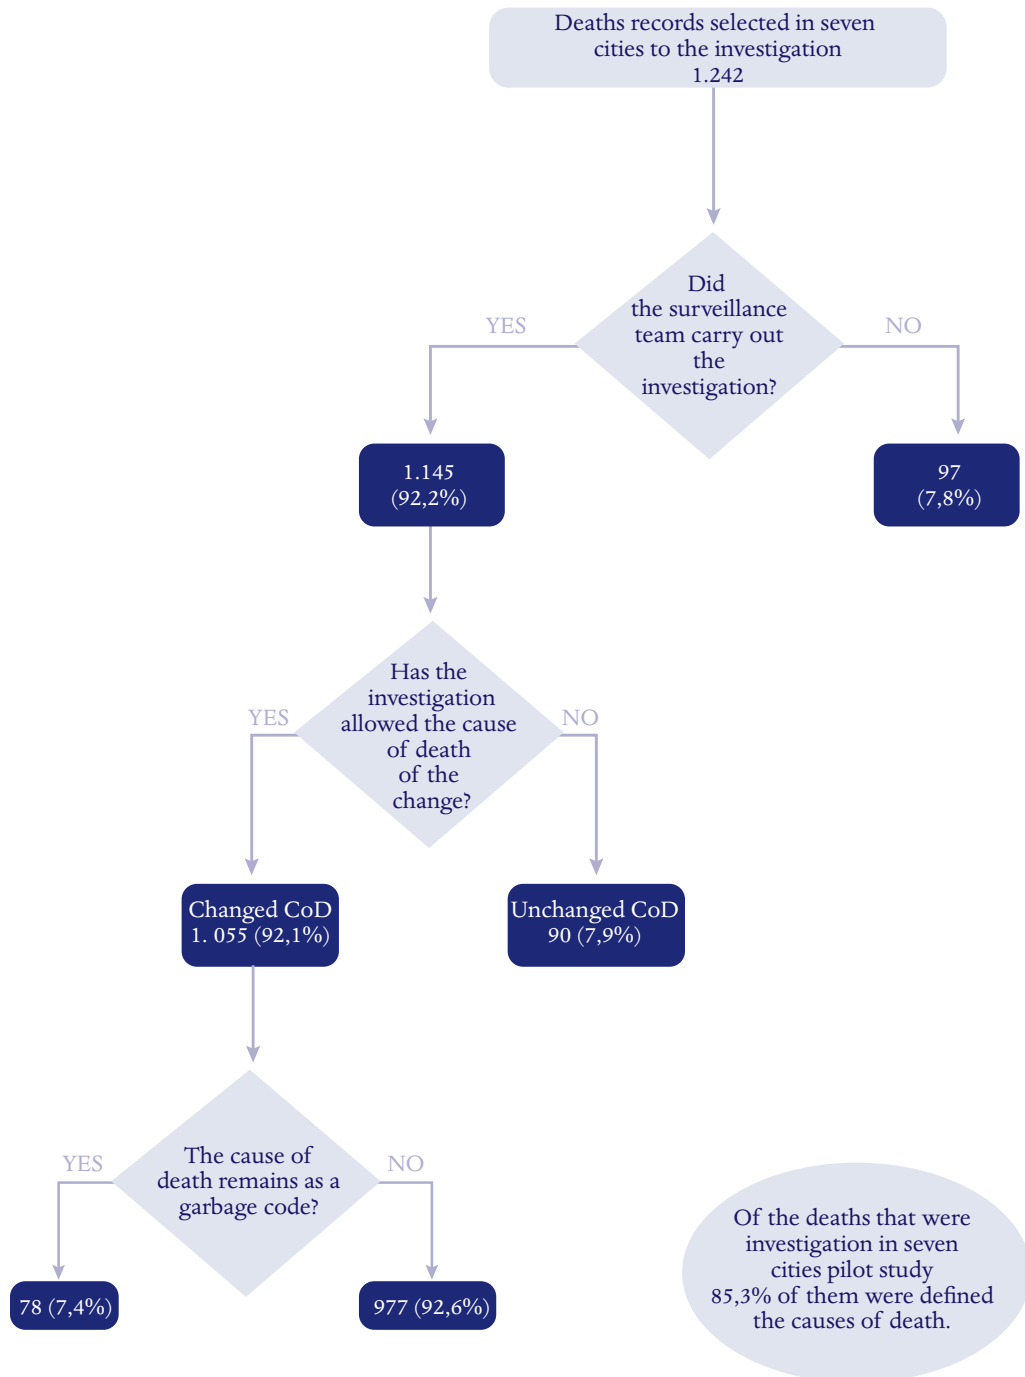 Deaths records selected in seven
cities to the investigation
1.242
Did
the surveillance
team carry out
the
investigation?
YES
NO
1.145
(92,2%)
97
(7,8%)
Has the
investigation
allowed the cause
of death
of the
change?
YES
NO
Changed CoD
1. 055 (92,1%)
Unchanged CoD
90 (7,9%)
The cause of
death remains as a
garbage code?
YES
NO
78 (7,4%)
977 (92,6%)
Of the deaths that were
investigation in seven
cities pilot study
85,3% of them were defined
the causes of death.